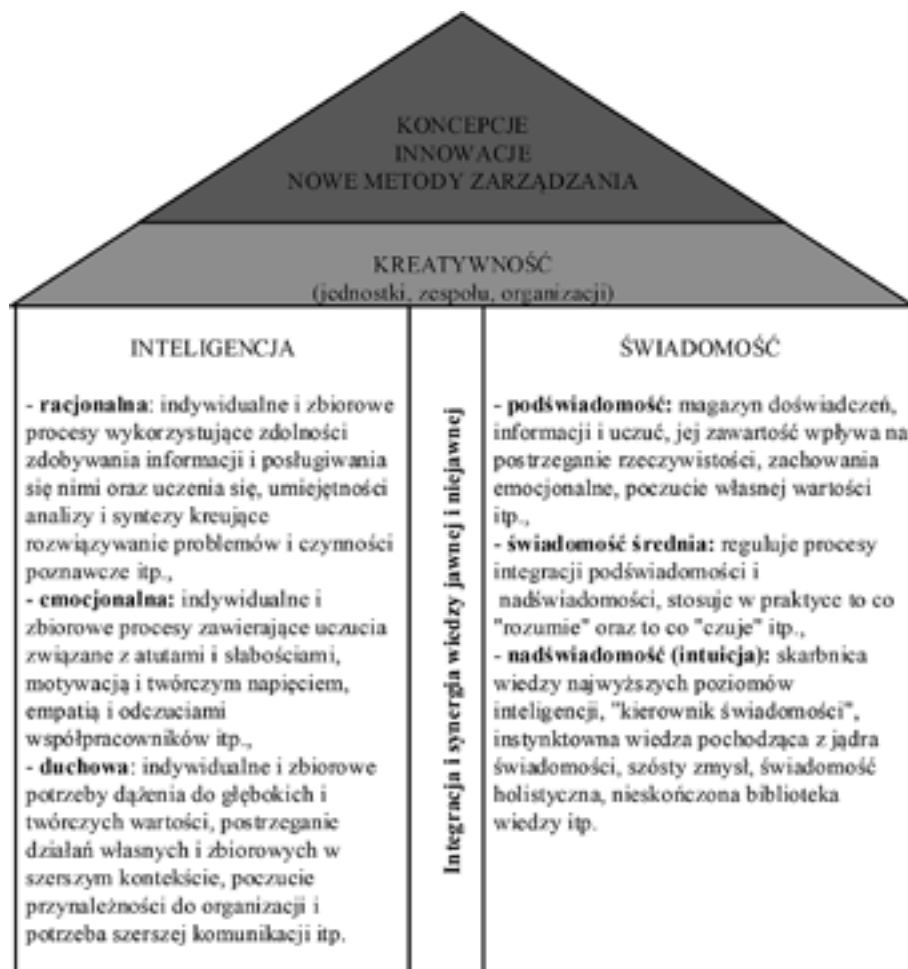 KONCEPCJE
INNOWACJE
NOWE METODY ZARZĄDZANIA
KREATYWNOŚĆ
(jednostki, zespołu, organizacji)
INTELIGENCJA
- racjonalna: indywidualne i zbiorowe
procesy wykorzystujące zdolności
zdobywania informacji i posługiwania
się nimi oraz uczenia się, umiejętności
analizy i syntezy kreujące
rozwiązywanie problemów i czynności
poznawcze itp.,
- emocjonalna: indywidualne i
zbiorowe procesy zawierające uczucia
związane z atutami i słabościami,
motywacją i twórczym napięciem,
empatią i odczuciami
współpracowników itp.,
- duchowa: indywidualne i zbiorowe
potrzeby dążenia do głębokich i
twórczych wartości, postrzeganie
działań własnych i zbiorowych w
szerszym kontekście, poczucie
przynależności do organizacji i
potrzeba szerszej komunikacji itp.
Integracja i synergia wiedzy jawnej i niejawnej
ŚWIADOMOŚĆ
- podświadomość: magazyn doświadczeń,
informacji i uczuć, jej zawartość wpływa na
postrzeganie rzeczywistości, zachowania
emocjonalne, poczucie własnej wartości
itp.,
- świadomość średnia: reguluje procesy
integracji podświadomości i
nadświadomości, stosuje w praktyce to co
"rozumie" oraz to co "czuje" itp.,
- nadświadomość (intuicja): skarbnica
wiedzy najwyższych poziomów
inteligencji, "kierownik świadomości",
instynktowna wiedza pochodząca z jądra
świadomości, szósty zmysł, świadomość
holistyczna, nieskończona biblioteka
wiedzy itp.